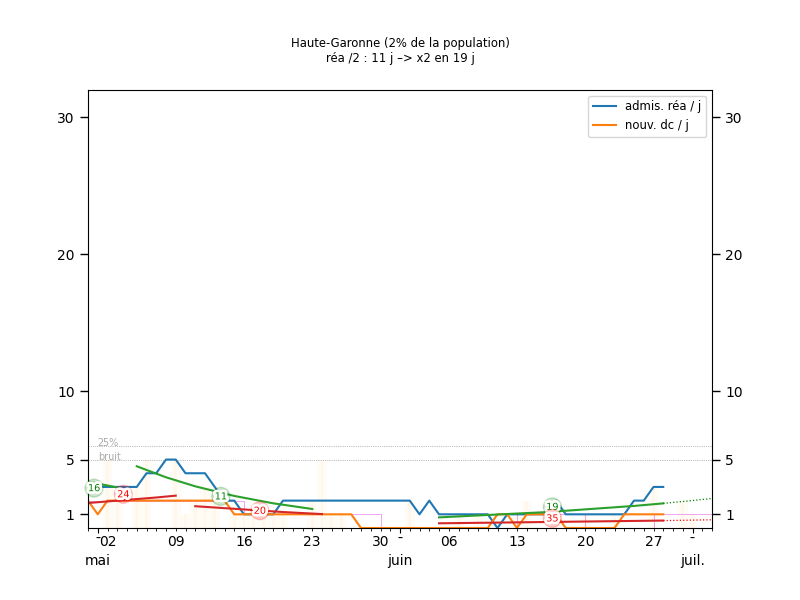 Haute-Garonne (2% de la population)
réa /2 : 11 j –> x2 en 19 j
admis. réa / j
nouv. dc / j
30 30
20 20
10 10
25%
5 bruit 5
16 24 11 20 19 35
1 1
02 09 16 23 30 - 06 13 20 27 -
mai juin juil.